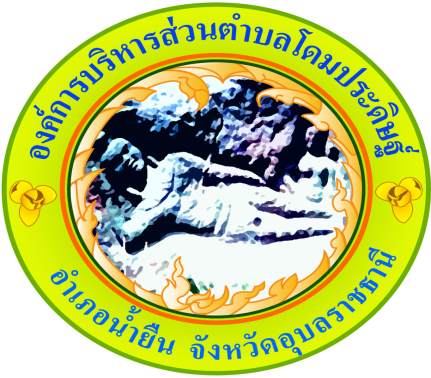 องค์การบริหารส่วนตำบลโดมประดิษฐ์
อำเภอน้ำยืน จังหวัดอุบลราชธานี